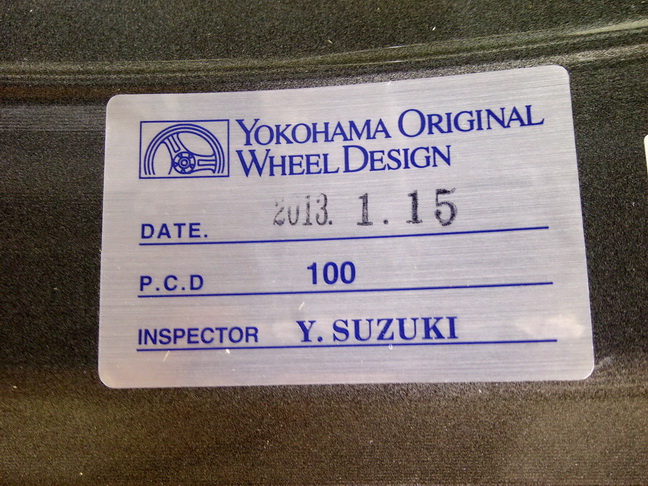 YOKOHAMA ORIGINAL
WHEEL DESIGN
DATE. 2013. 1.15
P.C.D 100
INSPECTOR Y. SUZUKI